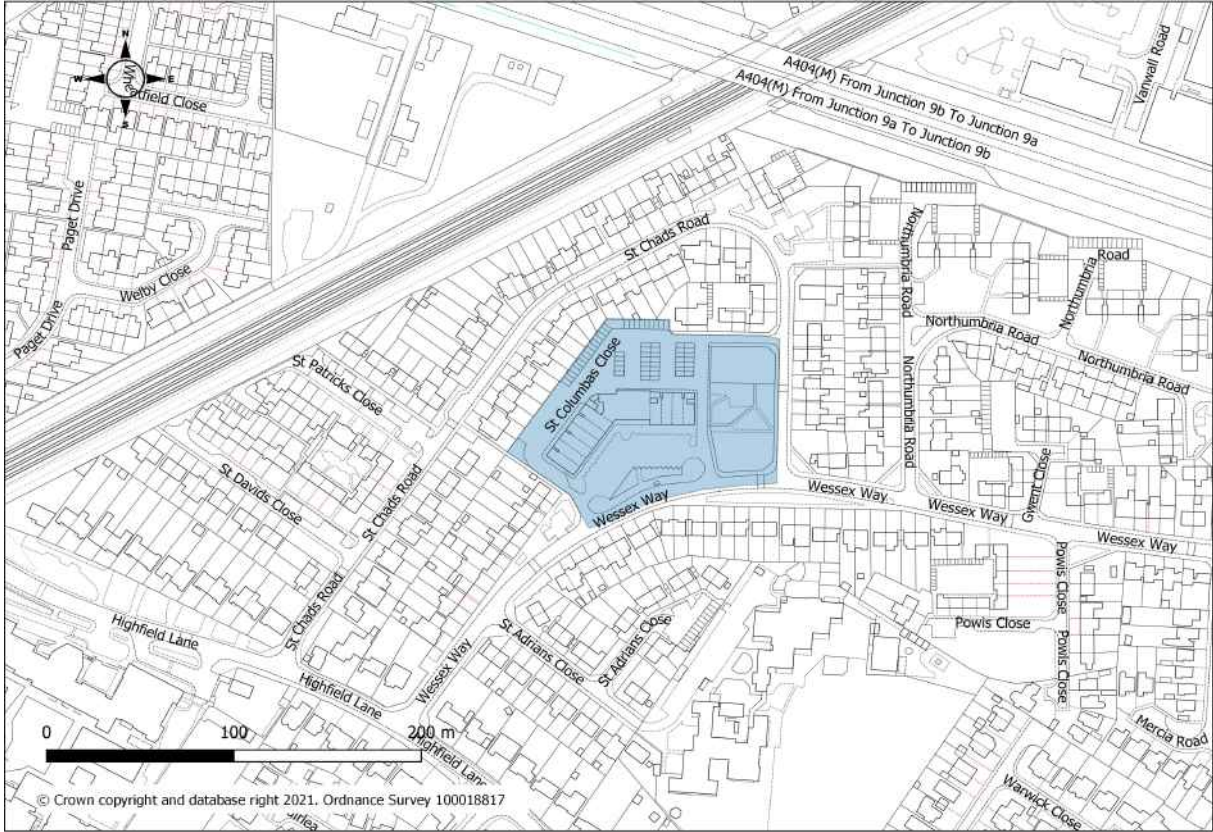 N
W
E
S
Whe
tfield Close
A404(M) From Junction 9b To Junction 9a
A404(M) From Junction 9a To Junction 9b
Vanwall Road
Paget Drive
Welby Close
Paget Drive
St Chads Road
Northumbria Road
Northumbria Road
Northumbria Road
Northumbria Road
Northumbria Road
St Columbas Close
St Patricks Close
St Davids Close
St Chads Road
St Chads Road
Wessex Way
Wessex Way
Wessex Way
Wessex Way
Wessex Way
Gwent Close
Powis Close
Powis Close
Powis Close
St Adrians Close
St Adrians Close
Highfield Lane
Highfield Lane
Highfield Lane
Mercia Road
Warwick Close
0 100 200 m
© Crown copyright and database right 2021. Ordnance Survey 100018817